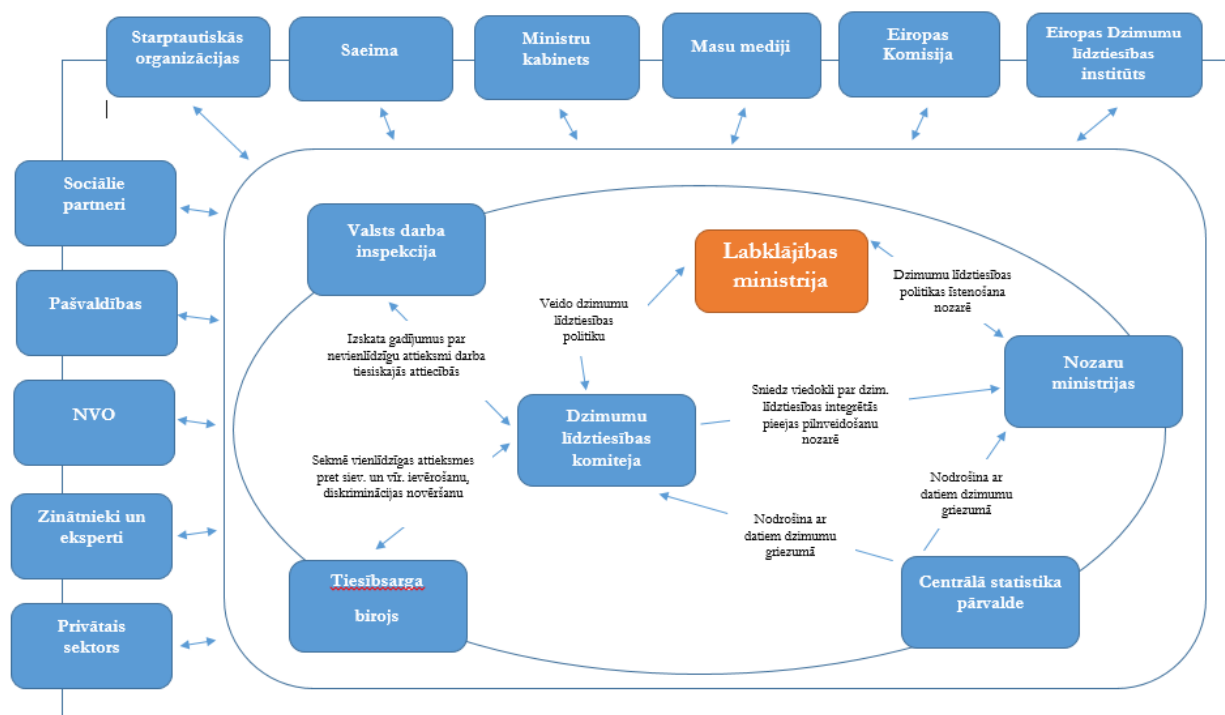 Starptautiskās
organizācijas
Saeima
Ministru
kabinets
Masu mediji
Eiropas
Komisija
Eiropas Dzimumu
līdztiesības
institūts
Sociālie
partneri
Pašvaldības
NVO
Zinātnieki un
eksperti
Privātais
sektors
Valsts darba
inspekcija
Labklājības
ministrija
Dzimumu līdztiesības
politikas īstenošana
nozarē
Veido dzimumu
līdztiesības
politiku
Izskata gadījumus par
nevienlīdzīgu attieksmi darba
tiesiskajās attiecībās
Nozaru
ministrijas
Dzimumu
līdztiesības
komiteja
Sniedz viedokli par dzim.
līdztiesības integrētās
pieejas pilnveidošanu
nozarē
Sekmē vienlīdzīgas attieksmes
pret siev. un vīr. ievērošanu,
diskriminācijas novēršanu
Nodrošina ar
datiem dzimumu
griezumā
Nodrošina ar
datiem dzimumu
griezumā
Tiesībsarga
birojs
Centrālā statistika
pārvalde